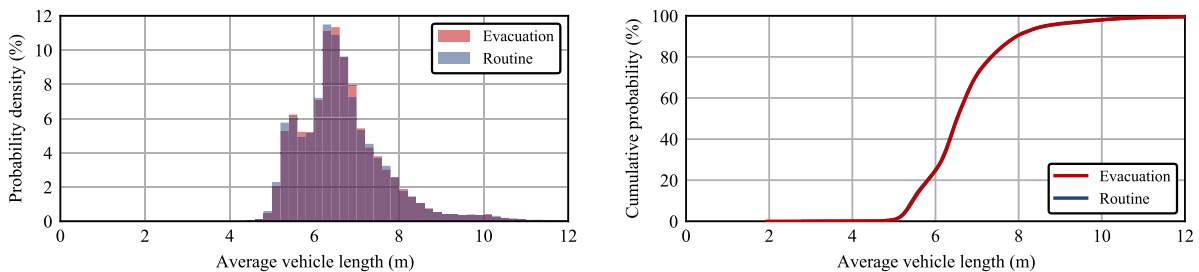 Probability density (%)
12
10
8
6
4
2
0
Evacuation
Routine
0 2 4 6 8 10 12
Average vehicle length (m)
Cumulative probability (%)
100
80
60
40
20
0
Evacuation
Routine
0 2 4 6 8 10 12
Average vehicle length (m)